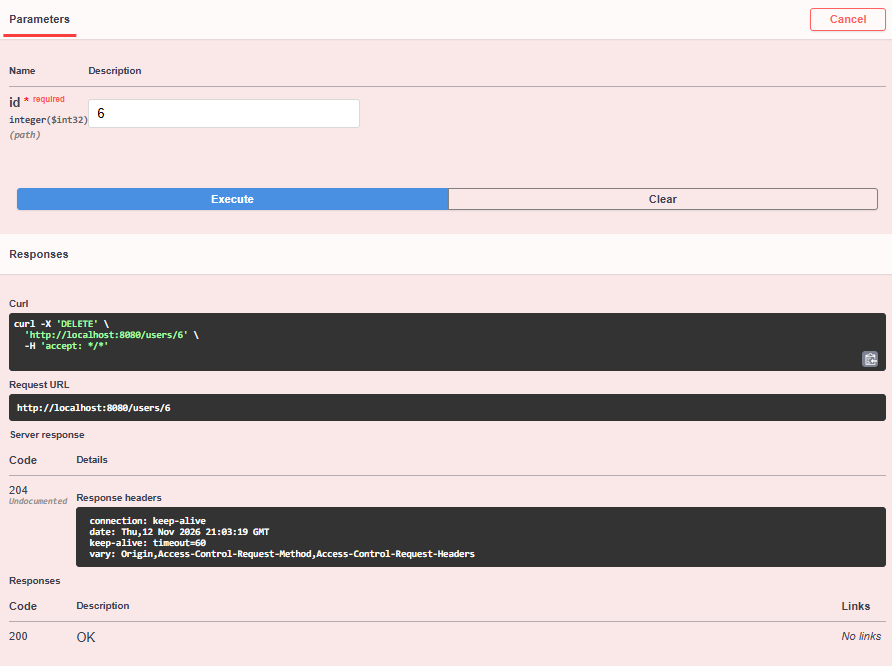 Parameters
Cancel
Name Description
id * required
integer($int32)
(path)
6
Execute Clear
Responses
Curl
curl -X 'DELETE' \
'http://localhost:8080/users/6' \
-H 'accept: */*'
Request URL
http://localhost:8080/users/6
Server response
Code Details
204
Undocumented
Response headers
connection: keep-alive
date: Thu,12 Nov 2026 21:03:19 GMT
keep-alive: timeout=60
vary: Origin,Access-Control-Request-Method,Access-Control-Request-Headers
Responses
Code Description Links
200 OK No links